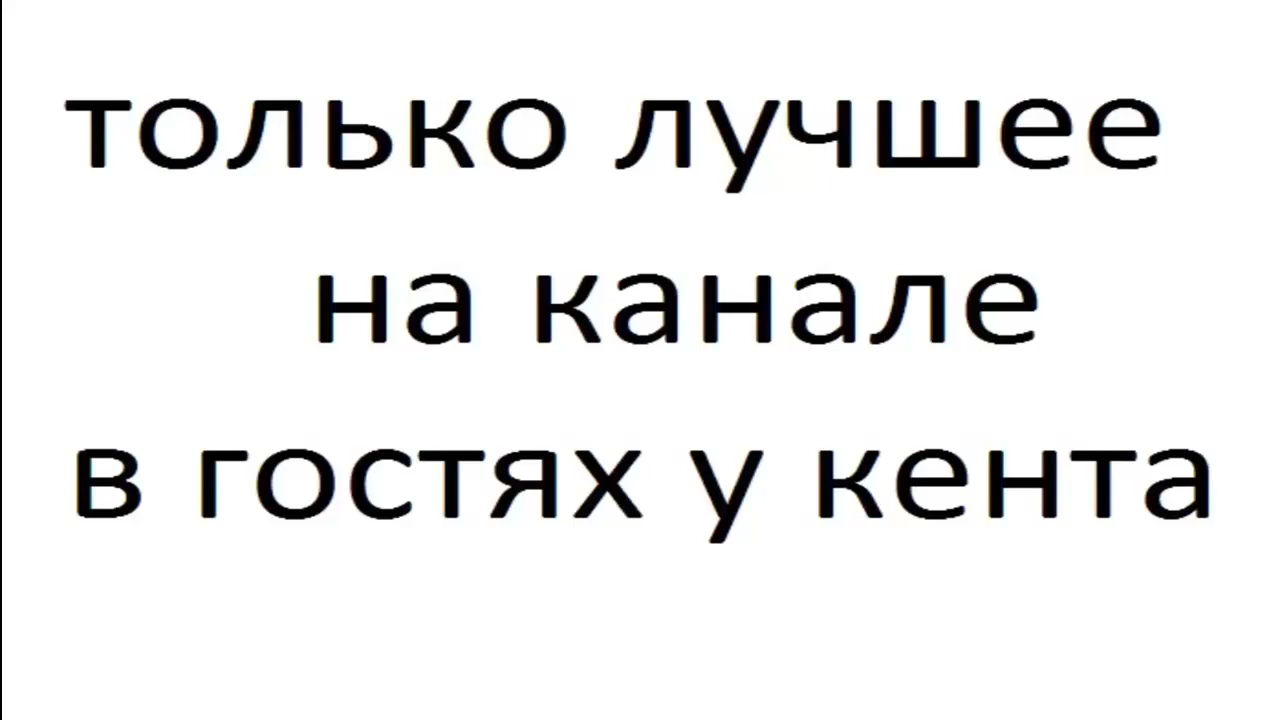 только лучшее
на канале
в гостях у кента